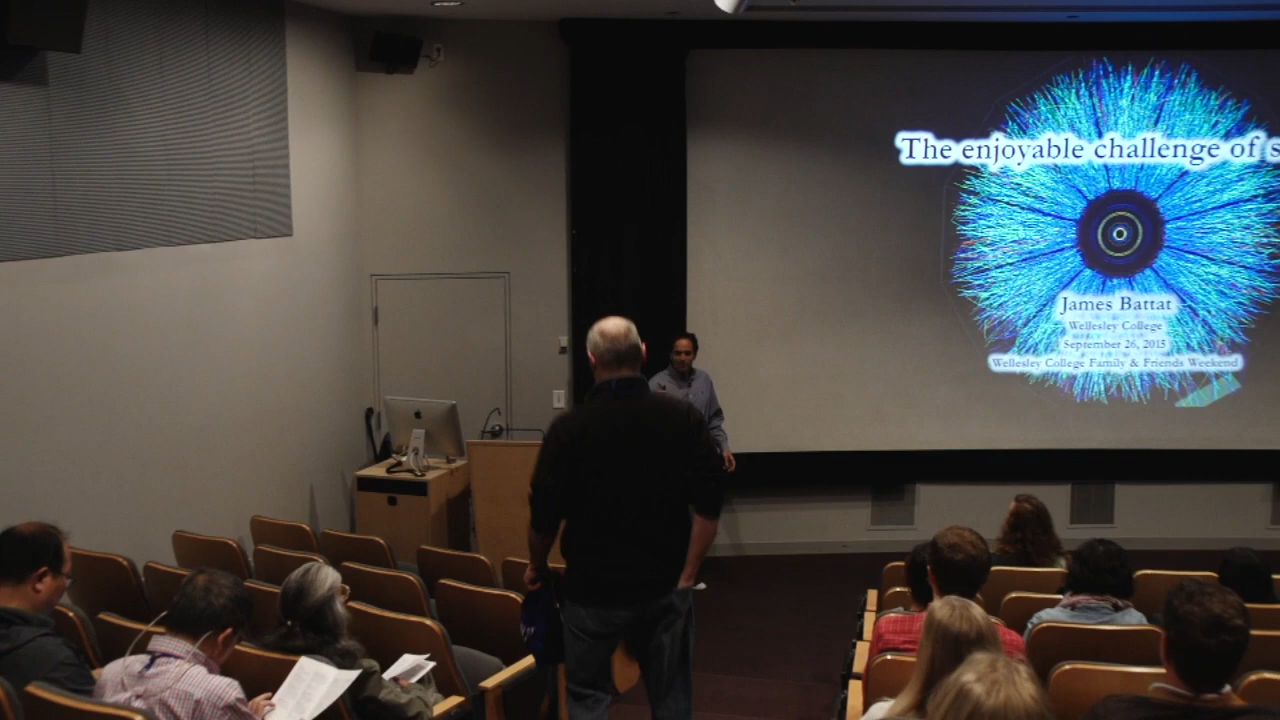 The enjoyable challenge of s
James Battat
Wellesley College
September 26, 2015
Wellesley College Family & Friends Weekend